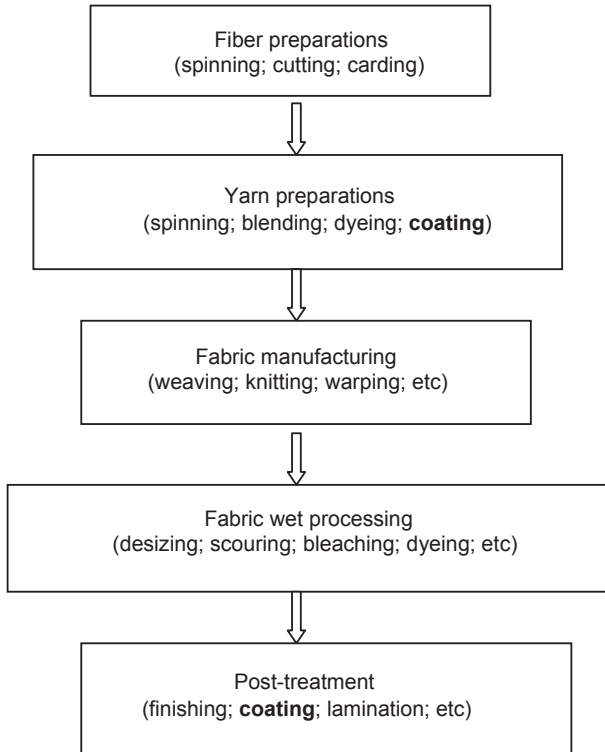 Fiber preparations
(spinning; cutting; carding)
Yarn preparations
(spinning; blending; dyeing; coating)
Fabric manufacturing
(weaving; knitting; warping; etc)
Fabric wet processing
(desizing; scouring; bleaching; dyeing; etc)
Post-treatment
(finishing; coating; lamination; etc)